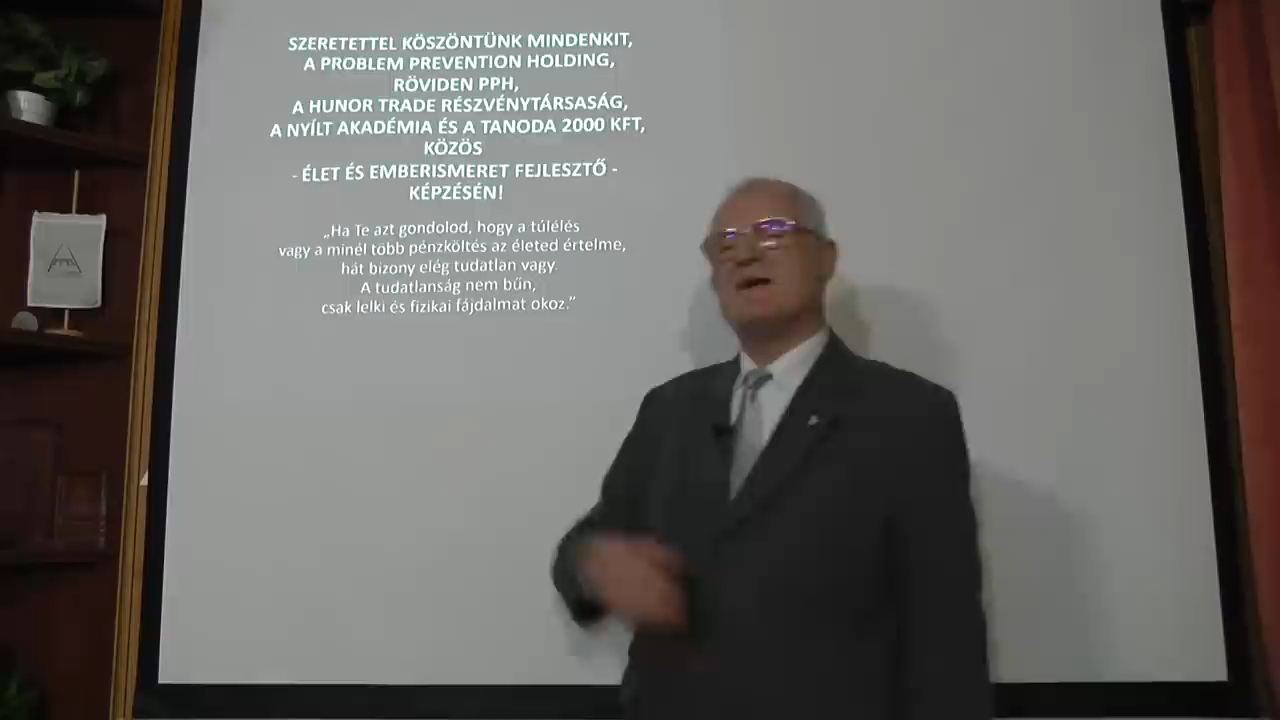 SZERETETTEL KÖSZÖNTÜNK MINDENKIT,
A PROBLEM PREVENTION HOLDING,
RÖVIDEN PPH,
A HUNOR TRADE RÉSZVÉNYTÁRSASÁG,
A NYÍLT AKADÉMIA ÉS A TANODA 2000 KFT,
KÖZÖS
- ÉLET ÉS EMBERISMERET FEJLESZTŐ -
KÉPZÉSÉN!
„Ha Te azt gondolod, hogy a túlélés
vagy a minél több pénzköltés az életed értelme,
hát bizony elég tudatlan vagy.
A tudatlanság nem bűn,
csak lelki és fizikai fájdalmat okoz.”